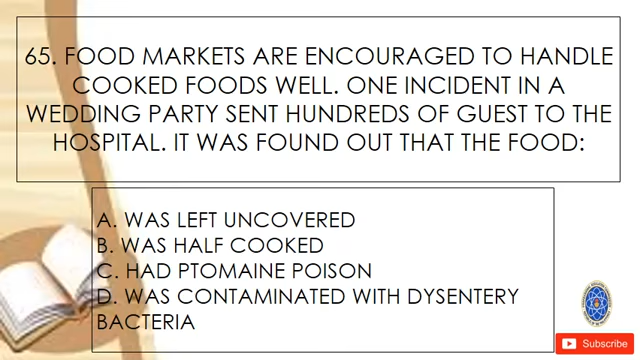 65. FOOD MARKETS ARE ENCOURAGED TO HANDLE
COOKED FOODS WELL. ONE INCIDENT IN A
WEDDING PARTY SENT HUNDREDS OF GUEST TO THE
HOSPITAL. IT WAS FOUND OUT THAT THE FOOD:
A. WAS LEFT UNCOVERED
B. WAS HALF COOKED
C. HAD PTOMAINE POISON
D. WAS CONTAMINATED WITH DYSENTERY
BACTERIA
Subscribe